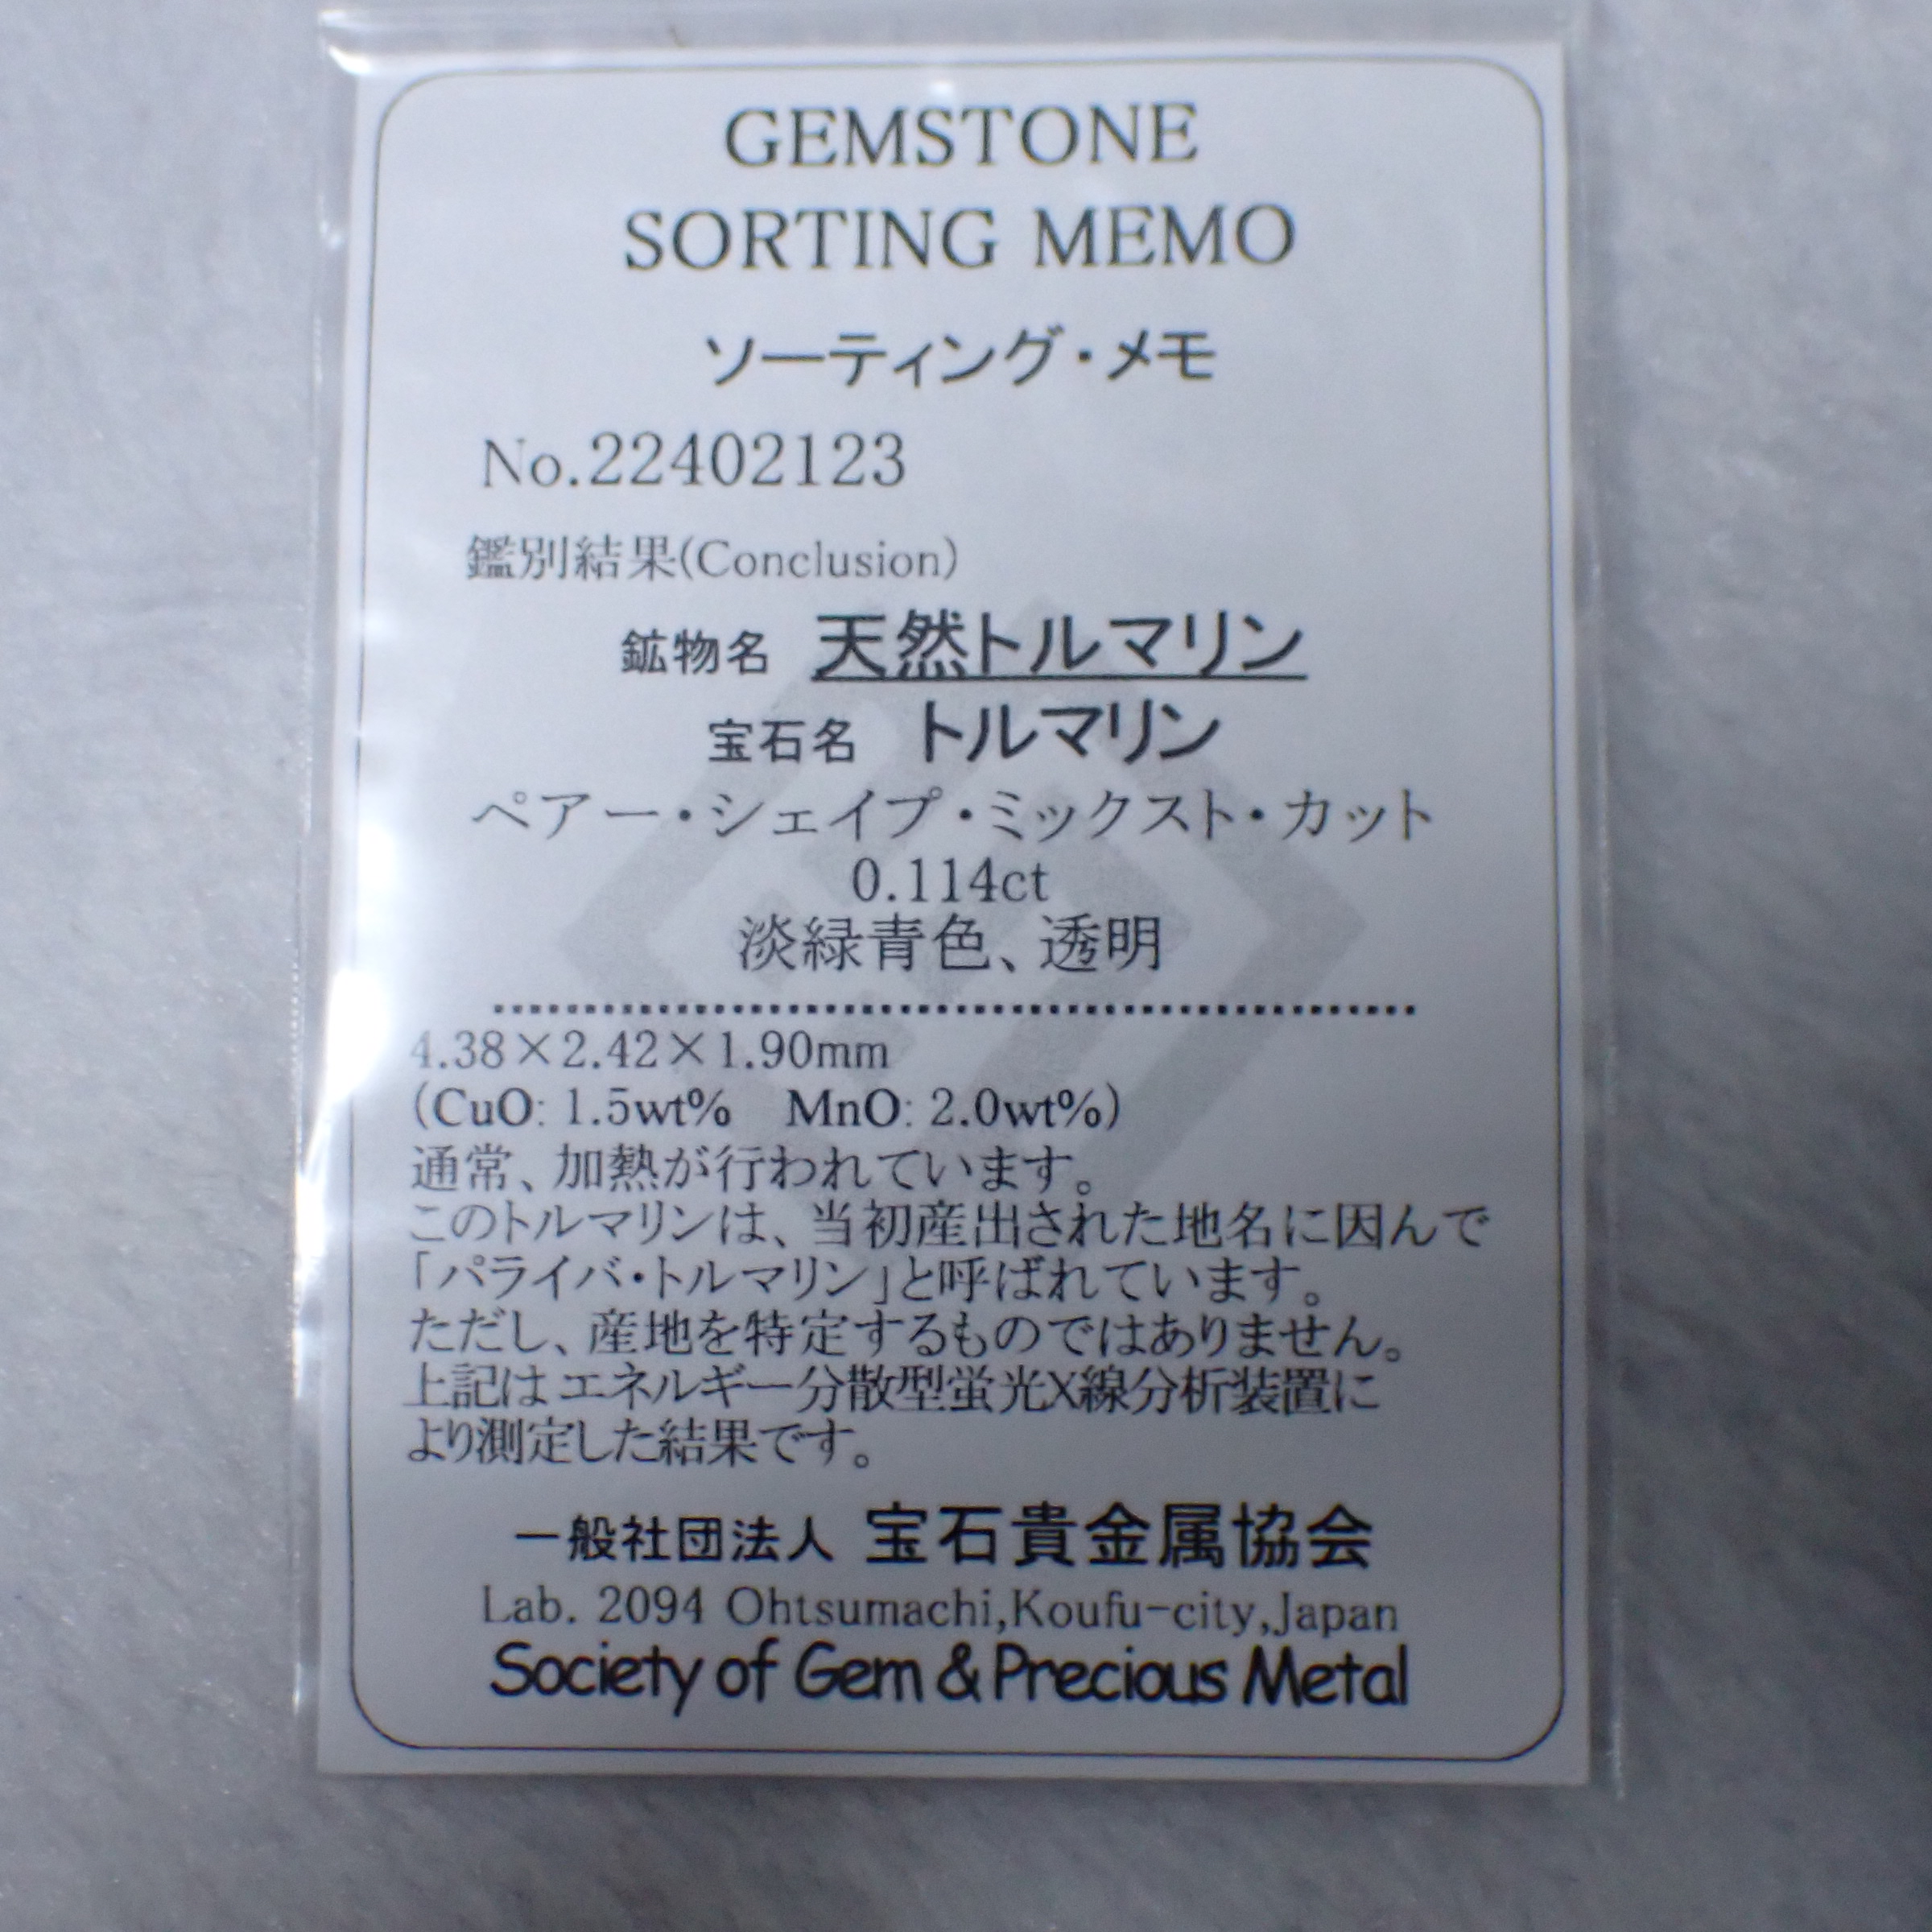 GEMSTONE
SORTING MEMO
ソーティング・メモ
No.22402123
鑑別結果(Conclusion)
鉱物名 天然トルマリン
宝石名 トルマリン
ペアー・シェイプ・ミックスト・カット
0.114ct
淡緑青色、透明
4.38×2.42×1.90mm
(CuO: 1.5wt% MnO: 2.0wt%)
通常、加熱が行われています。
このトルマリンは、当初産出された地名に因んで
「パライバ・トルマリン」と呼ばれています。
ただし、産地を特定するものではありません。
上記はエネルギー分散型蛍光X線分析装置に
より測定した結果です。
一般社団法人 宝石貴金属協会
Lab. 2094 Ohtsumachi,Koufu-city,Japan
Society of Gem & Precious Metal